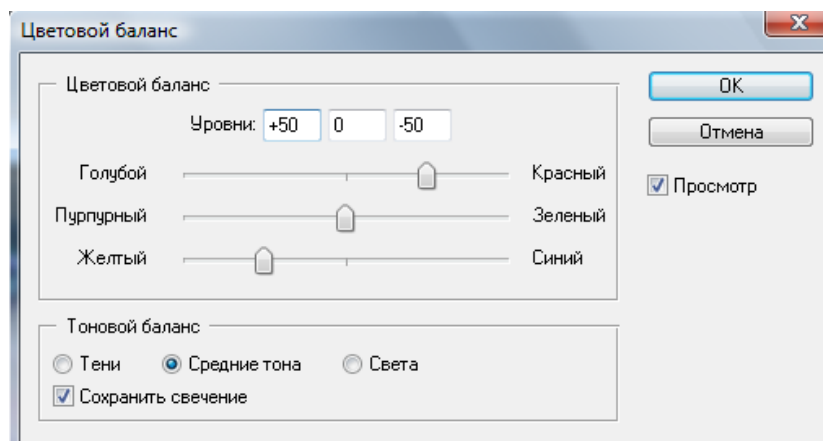 Цветовой баланс
Цветовой баланс
Уровни: +50 0 -50
Голубой Красный
Пурпурный Зеленый
Желтый Синий
Тоновой баланс
Тени Средние тона Света
Сохранить свечение
OK
Отмена
Просмотр